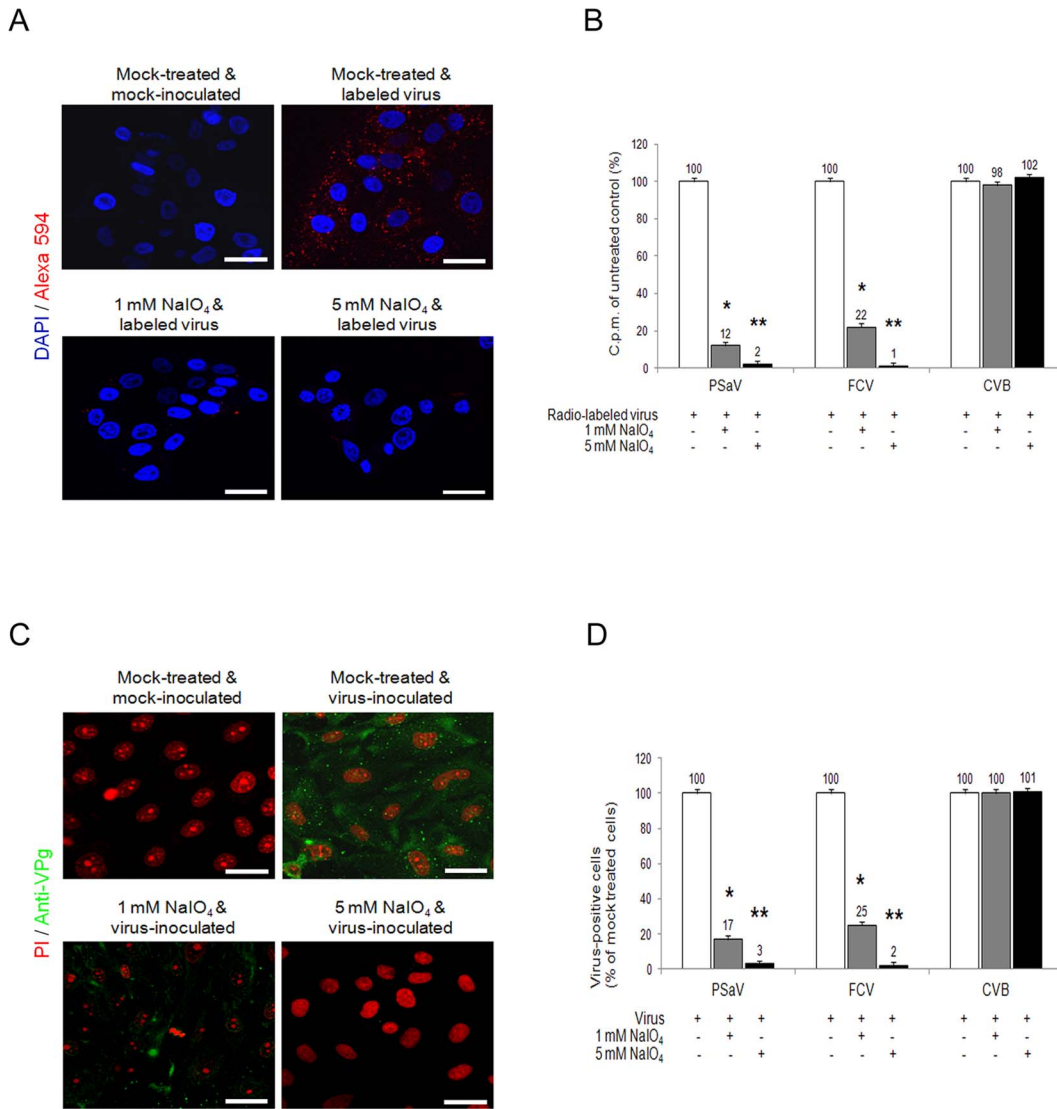 A
Mock-treated &
mock-inoculated
Mock-treated &
labeled virus
1 mM NaIO₄ &
labeled virus
5 mM NaIO₄
& labeled virus
DAPI / Alexa 594
B
C.p.m. of untreated control (%)
120
100
80
60
40
20
0
100
*
12
**
2
100
*
22
**
1
100
98
102
PSaV
FCV
CVB
Radio-labeled virus + + + + + + + + +
1 mM NaIO₄ - + - - + - - + -
5 mM NaIO₄ - - + - - + - - +
C
Mock-treated &
mock-inoculated
Mock-treated &
virus-inoculated
1 mM NaIO₄ &
virus-inoculated
5 mM NaIO₄ &
virus-inoculated
PI / Anti-VPg
D
Virus-positive cells
(% of mock treated cells)
120
100
80
60
40
20
0
100
*
17
**
3
100
*
25
**
2
100
100
101
PSaV
FCV
CVB
Virus + + + + + + + + +
1 mM NaIO₄ - + - - + - - + -
5 mM NaIO₄ - - + - - + - - +